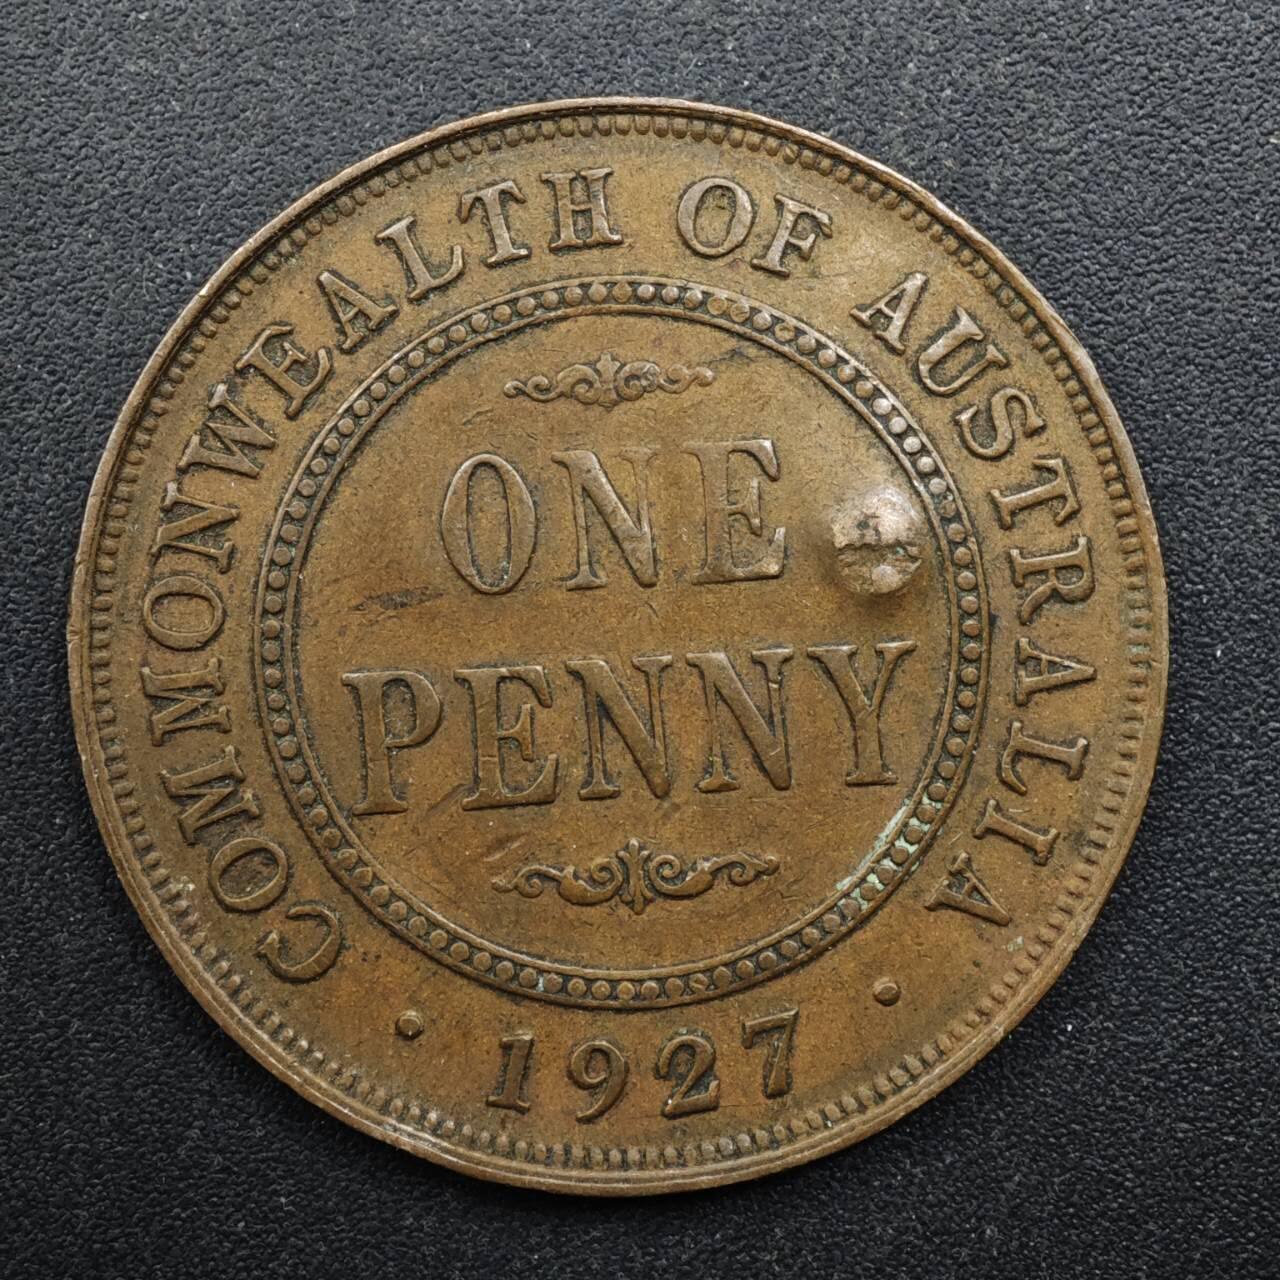 COMMONWEALTH OF AUSTRALIA
ONE
PENNY
· 1927 ·